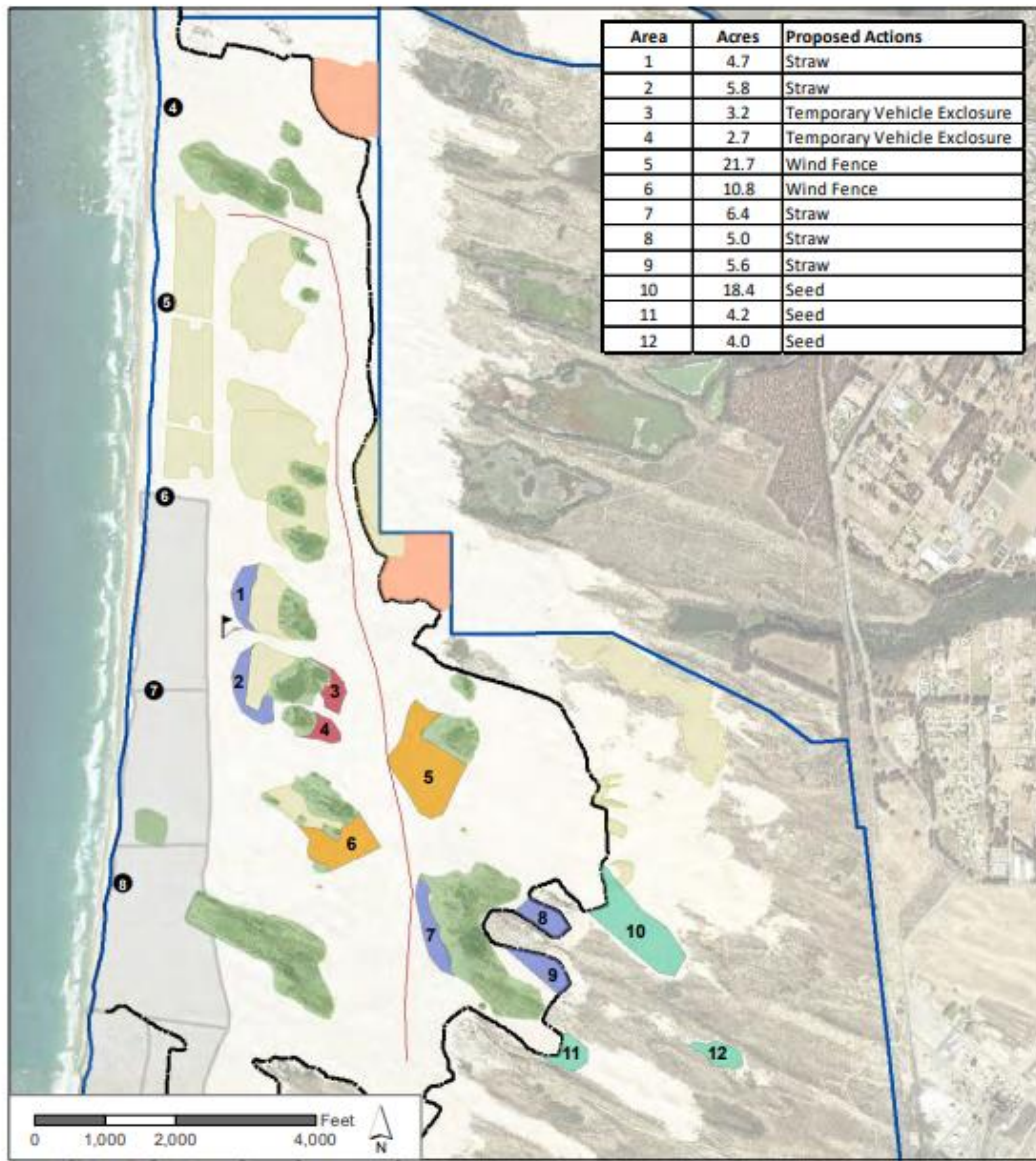 Area Acres Proposed Actions
1 4.7 Straw
2 5.8 Straw
3 3.2 Temporary Vehicle Exclosure
4 2.7 Temporary Vehicle Exclosure
5 21.7 Wind Fence
6 10.8 Wind Fence
7 6.4 Straw
8 5.0 Straw
9 5.6 Straw
10 18.4 Seed
11 4.2 Seed
12 4.0 Seed
4
5
6
1
2
3
7
4
5
6
8
7
8
10
9
11
12
Feet
0 1,000 2,000 4,000
N